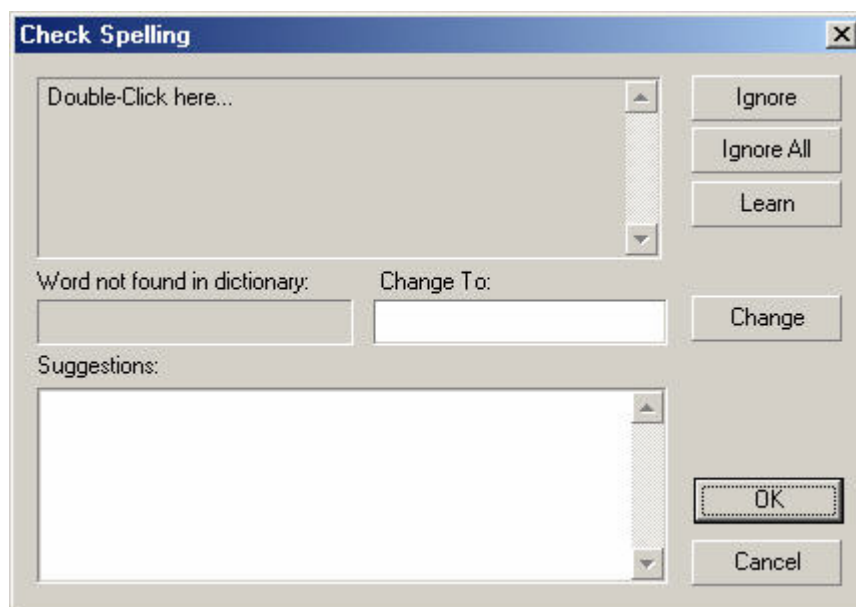 Check Spelling
Double-Click here...
Ignore
Ignore All
Learn
Word not found in dictionary:
Change To:
Change
Suggestions:
OK
Cancel